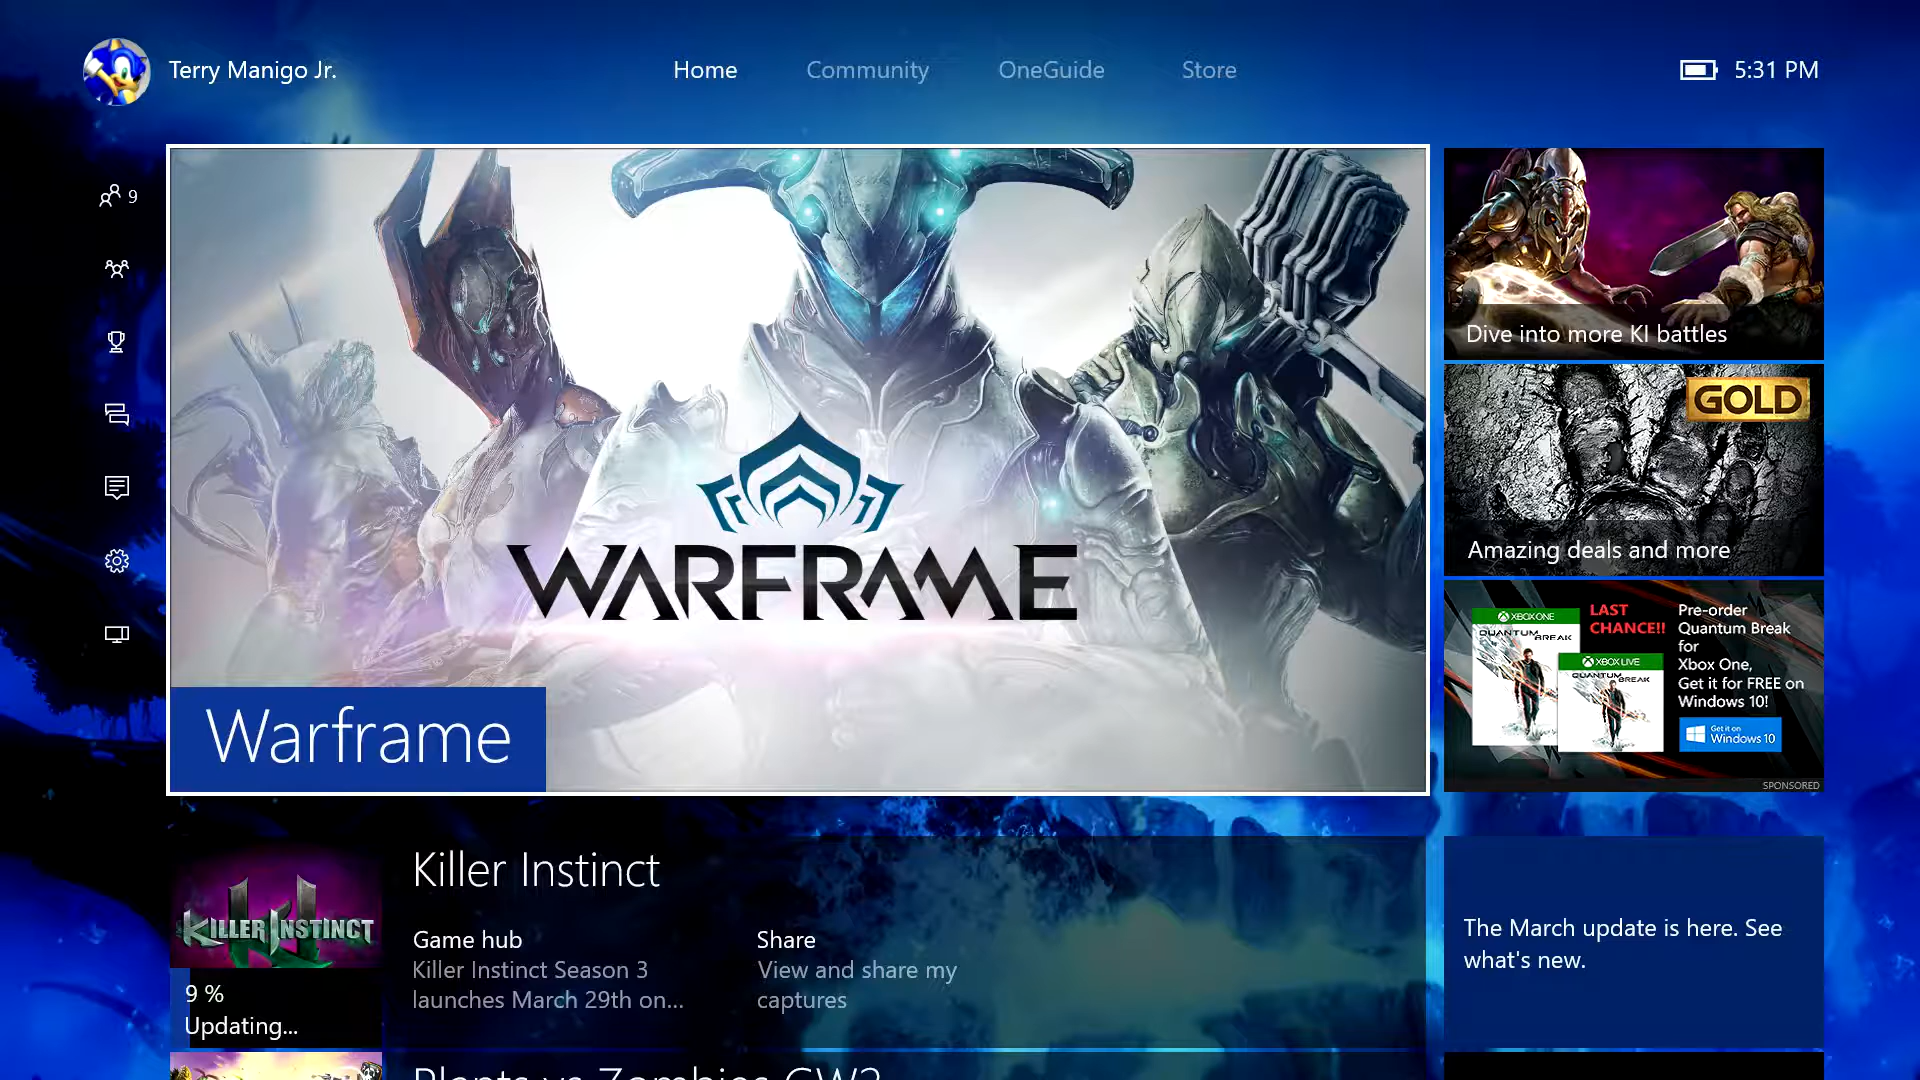 Terry Manigo Jr.
Home
Community
OneGuide
Store
5:31 PM
9
WARFRAME
Warframe
Dive into more KI battles
GOLD
Amazing deals and more
XBOX ONE
QUANTUM BREAK
XBOX LIVE
QUANTUM BREAK
LAST
CHANCE!!
Pre-order
Quantum Break
for
Xbox One,
Get it for FREE on
Windows 10!
Get it on
Windows 10
SPONSORED
KILLER INSTINCT
9 %
Updating...
Killer Instinct
Game hub
Killer Instinct Season 3
launches March 29th on...
Share
View and share my
captures
The March update is here. See
what's new.
Plants vs Zombies GW2